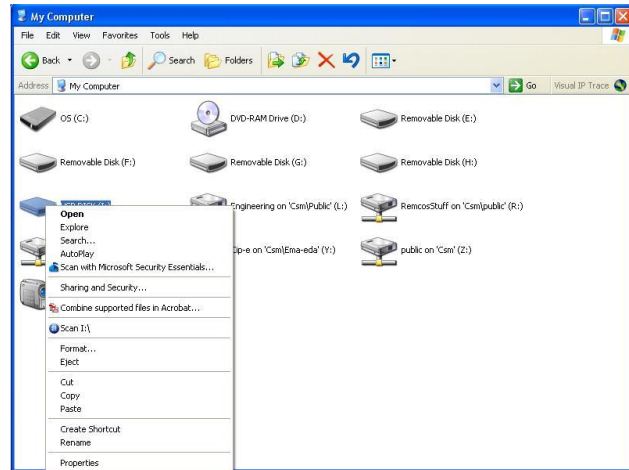 My Computer
File Edit View Favorites Tools Help
Back Search Folders
Address My Computer Go Visual IP Trace
OS (C:) DVD-RAM Drive (D:) Removable Disk (E:)
Removable Disk (F:) Removable Disk (G:) Removable Disk (H:)
Engineering on 'Csm\Public' (L:) RemcosStuff on 'Csm\public' (R:)
on 'Csm\Ema-eda' (Y:) public on 'Csm' (Z:)
Open
Explore
Search...
AutoPlay
Scan with Microsoft Security Essentials...
Sharing and Security...
Combine supported files in Acrobat...
Scan I:\
Format...
Eject
Cut
Copy
Paste
Create Shortcut
Rename
Properties